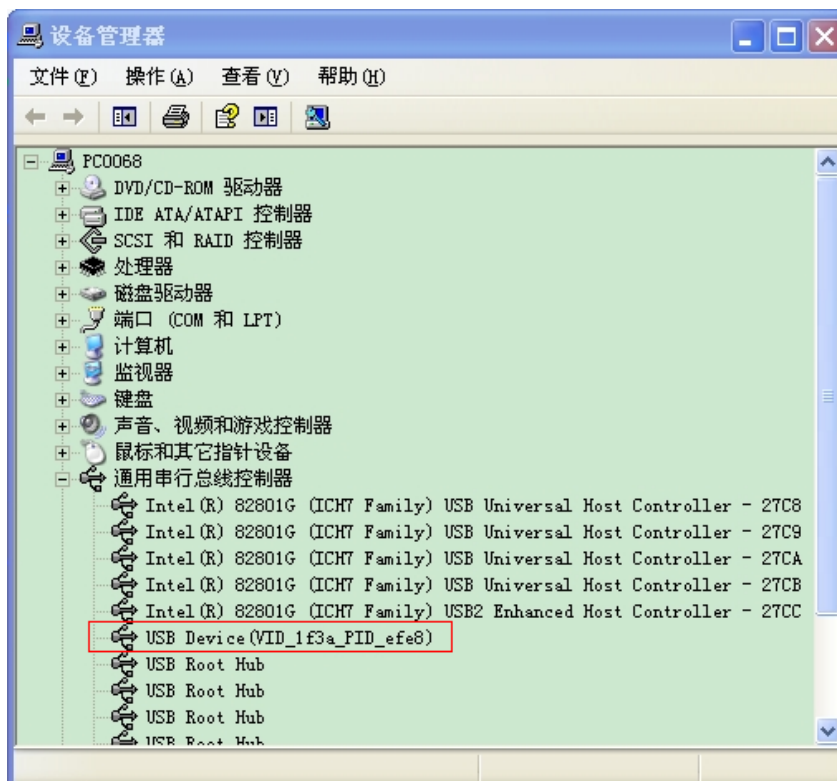 设备管理器
文件(F) 操作(A) 查看(V) 帮助(H)
PC0068
DVD/CD-ROM 驱动器
IDE ATA/ATAPI 控制器
SCSI 和 RAID 控制器
处理器
磁盘驱动器
端口 (COM 和 LPT)
计算机
监视器
键盘
声音、视频和游戏控制器
鼠标和其它指针设备
通用串行总线控制器
Intel(R) 82801G (ICH7 Family) USB Universal Host Controller - 27C8
Intel(R) 82801G (ICH7 Family) USB Universal Host Controller - 27C9
Intel(R) 82801G (ICH7 Family) USB Universal Host Controller - 27CA
Intel(R) 82801G (ICH7 Family) USB Universal Host Controller - 27CB
Intel(R) 82801G (ICH7 Family) USB2 Enhanced Host Controller - 27CC
USB Device(VID_1f3a_PID_efe8)
USB Root Hub
USB Root Hub
USB Root Hub
USB Root Hub